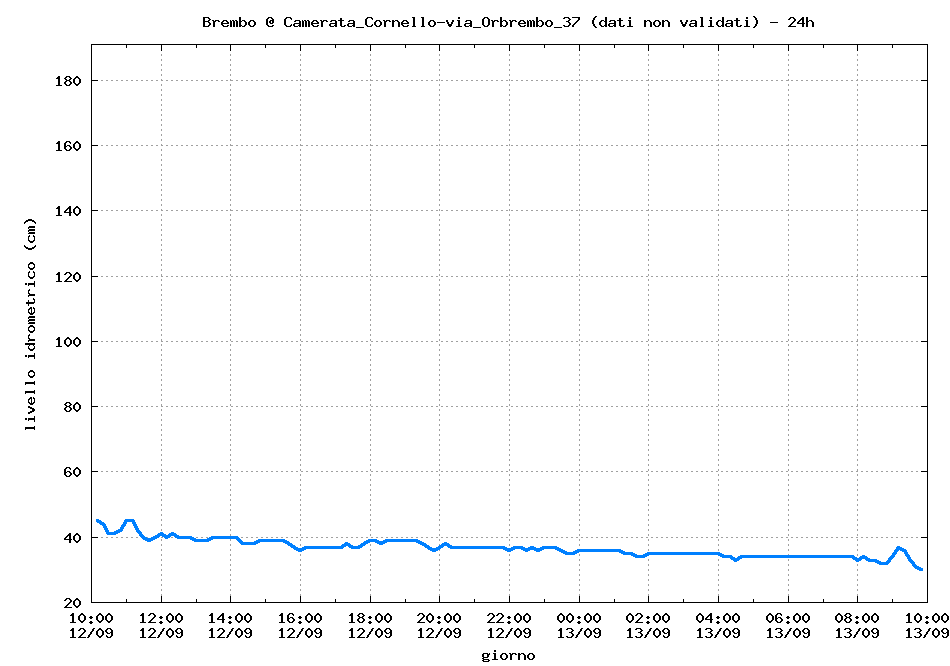 Brembo @ Camerata_Cornello-via_Orbrembo_37 (dati non validati) - 24h
livello idrometrico (cm)
180
160
140
120
100
80
60
40
20
10:00 12:00 14:00 16:00 18:00 20:00 22:00 00:00 02:00 04:00 06:00 08:00 10:00
12/09 12/09 12/09 12/09 12/09 12/09 12/09 13/09 13/09 13/09 13/09 13/09 13/09
giorno